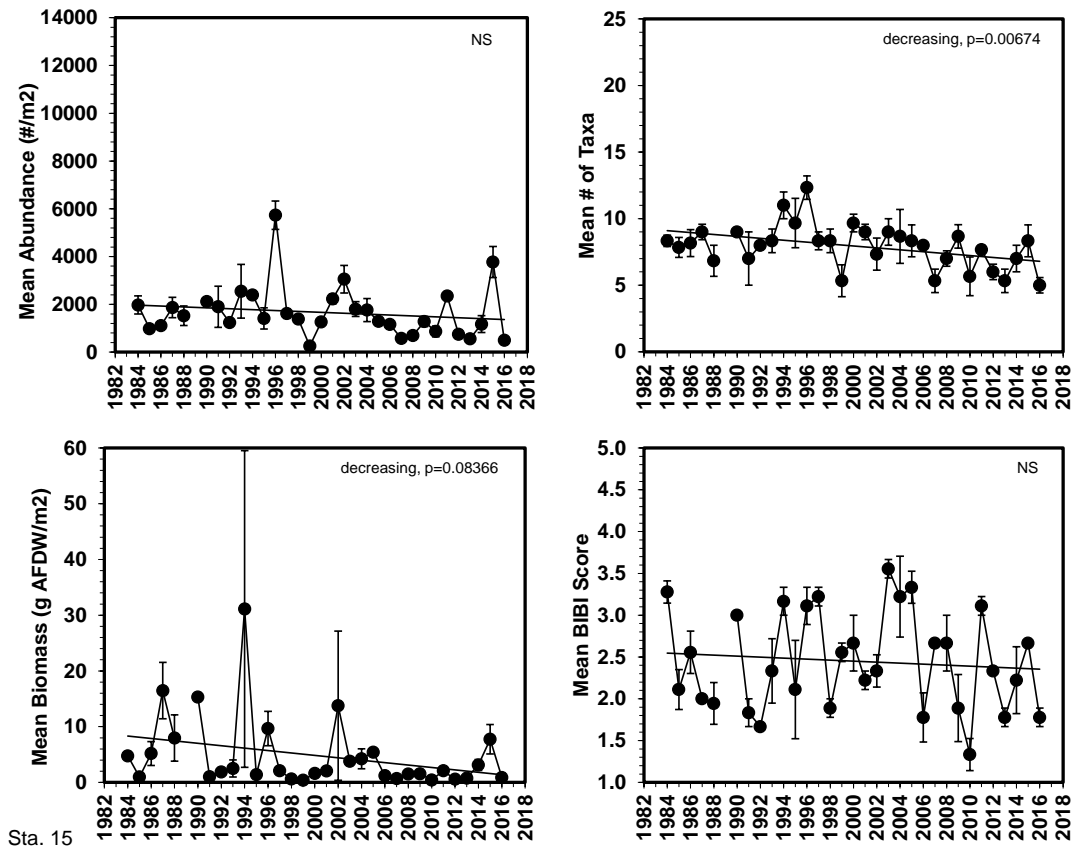 14000
12000
10000
8000
6000
4000
2000
0
Mean Abundance (#/m2)
NS
1982 1984 1986 1988 1990 1992 1994 1996 1998 2000 2002 2004 2006 2008 2010 2012 2014 2016 2018
25
20
15
10
5
0
Mean # of Taxa
decreasing, p=0.00674
1982 1984 1986 1988 1990 1992 1994 1996 1998 2000 2002 2004 2006 2008 2010 2012 2014 2016 2018
60
50
40
30
20
10
0
Mean Biomass (g AFDW/m2)
decreasing, p=0.08366
1982 1984 1986 1988 1990 1992 1994 1996 1998 2000 2002 2004 2006 2008 2010 2012 2014 2016 2018
5.0
4.5
4.0
3.5
3.0
2.5
2.0
1.5
1.0
Mean BIBI Score
NS
1982 1984 1986 1988 1990 1992 1994 1996 1998 2000 2002 2004 2006 2008 2010 2012 2014 2016 2018
Sta. 15